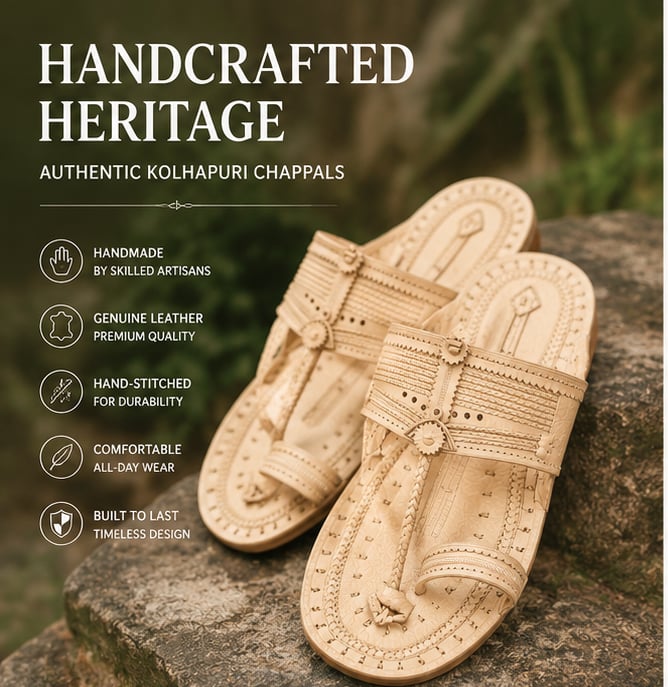 HANDCRAFTED
HERITAGE
AUTHENTIC KOLHAPURI CHAPPALS
HANDMADE
BY SKILLED ARTISANS
GENUINE LEATHER
PREMIUM QUALITY
HAND-STITCHED
FOR DURABILITY
COMFORTABLE
ALL-DAY WEAR
BUILT TO LAST
TIMELESS DESIGN